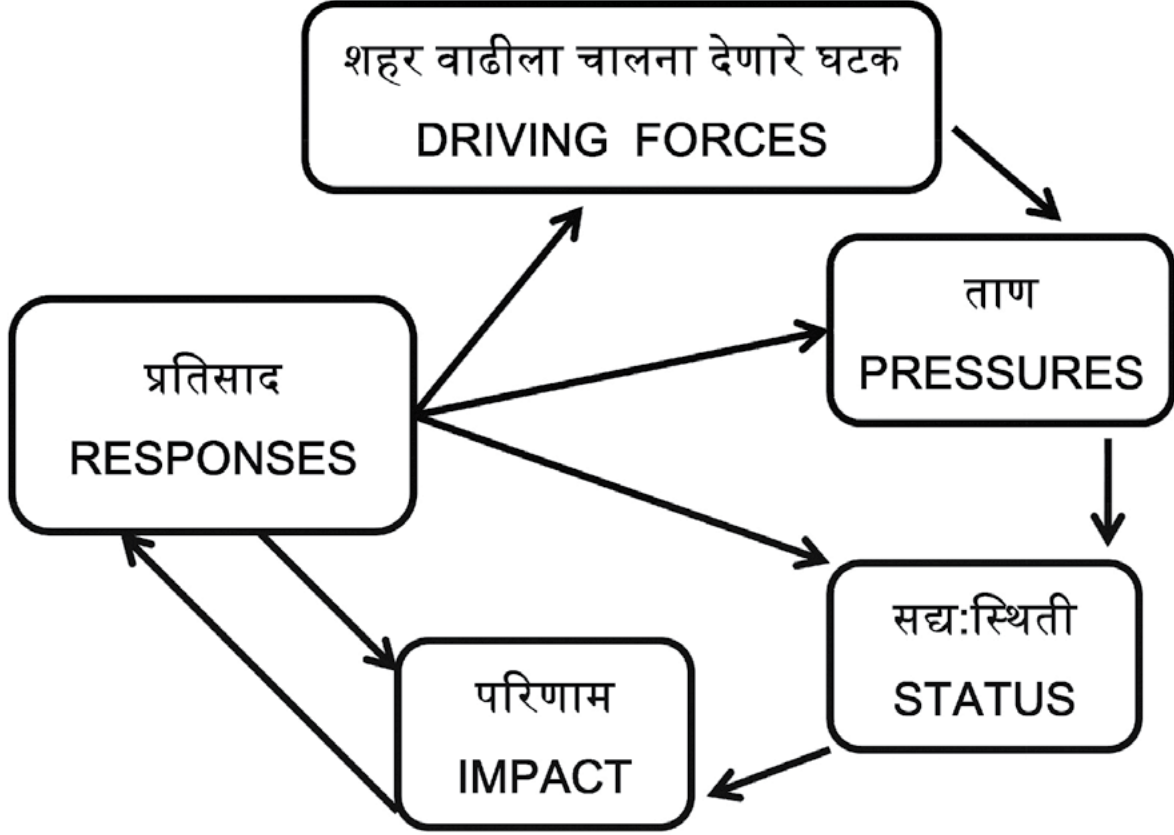 शहर वाढीला चालना देणारे घटक
DRIVING FORCES
ताण
PRESSURES
प्रतिसाद
RESPONSES
सद्य:स्थिती
STATUS
परिणाम
IMPACT